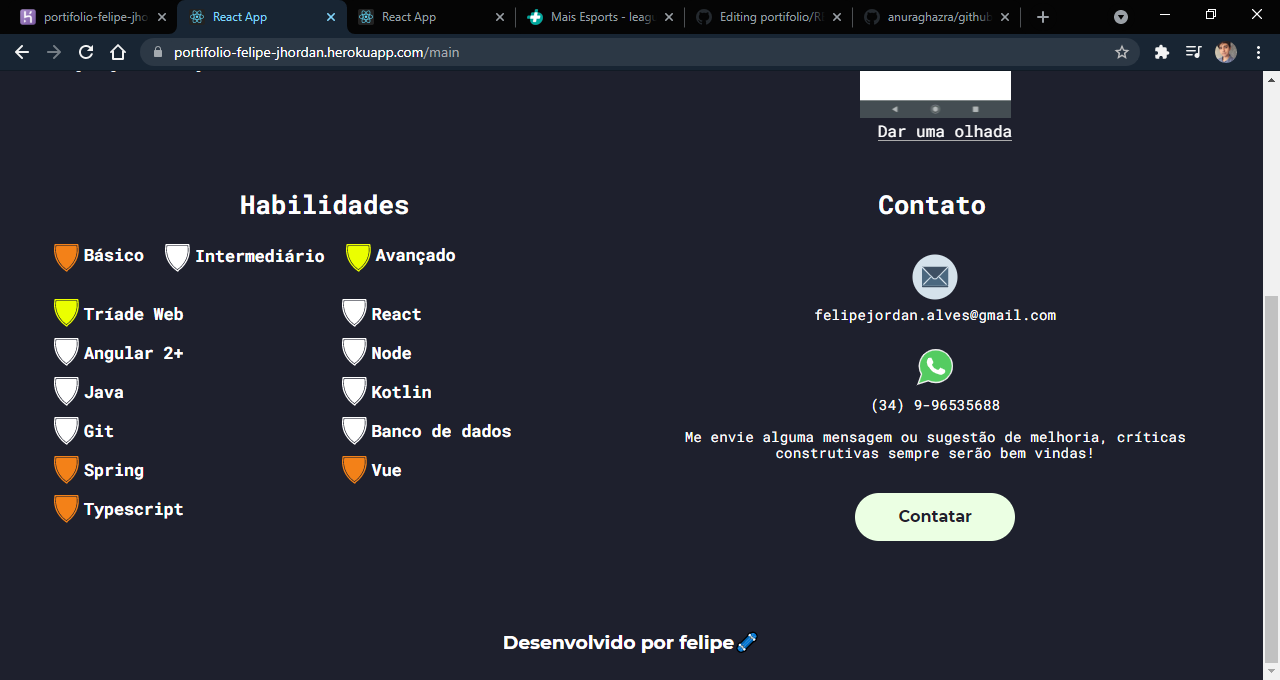 portifolio-felipe-jho
React App
React App
Mais Esports - leagu
Editing portifolio/R
anuraghazra/github
portifolio-felipe-jhordan.herokuapp.com/main
Dar uma olhada
Habilidades
Básico
Intermediário
Avançado
Tríade Web
React
Angular 2+
Node
Java
Kotlin
Git
Banco de dados
Spring
Vue
Typescript
Contato
felipejordan.alves@gmail.com
(34) 9-96535688
Me envie alguma mensagem ou sugestão de melhoria, críticas
construtivas sempre serão bem vindas!
Contatar
Desenvolvido por felipe